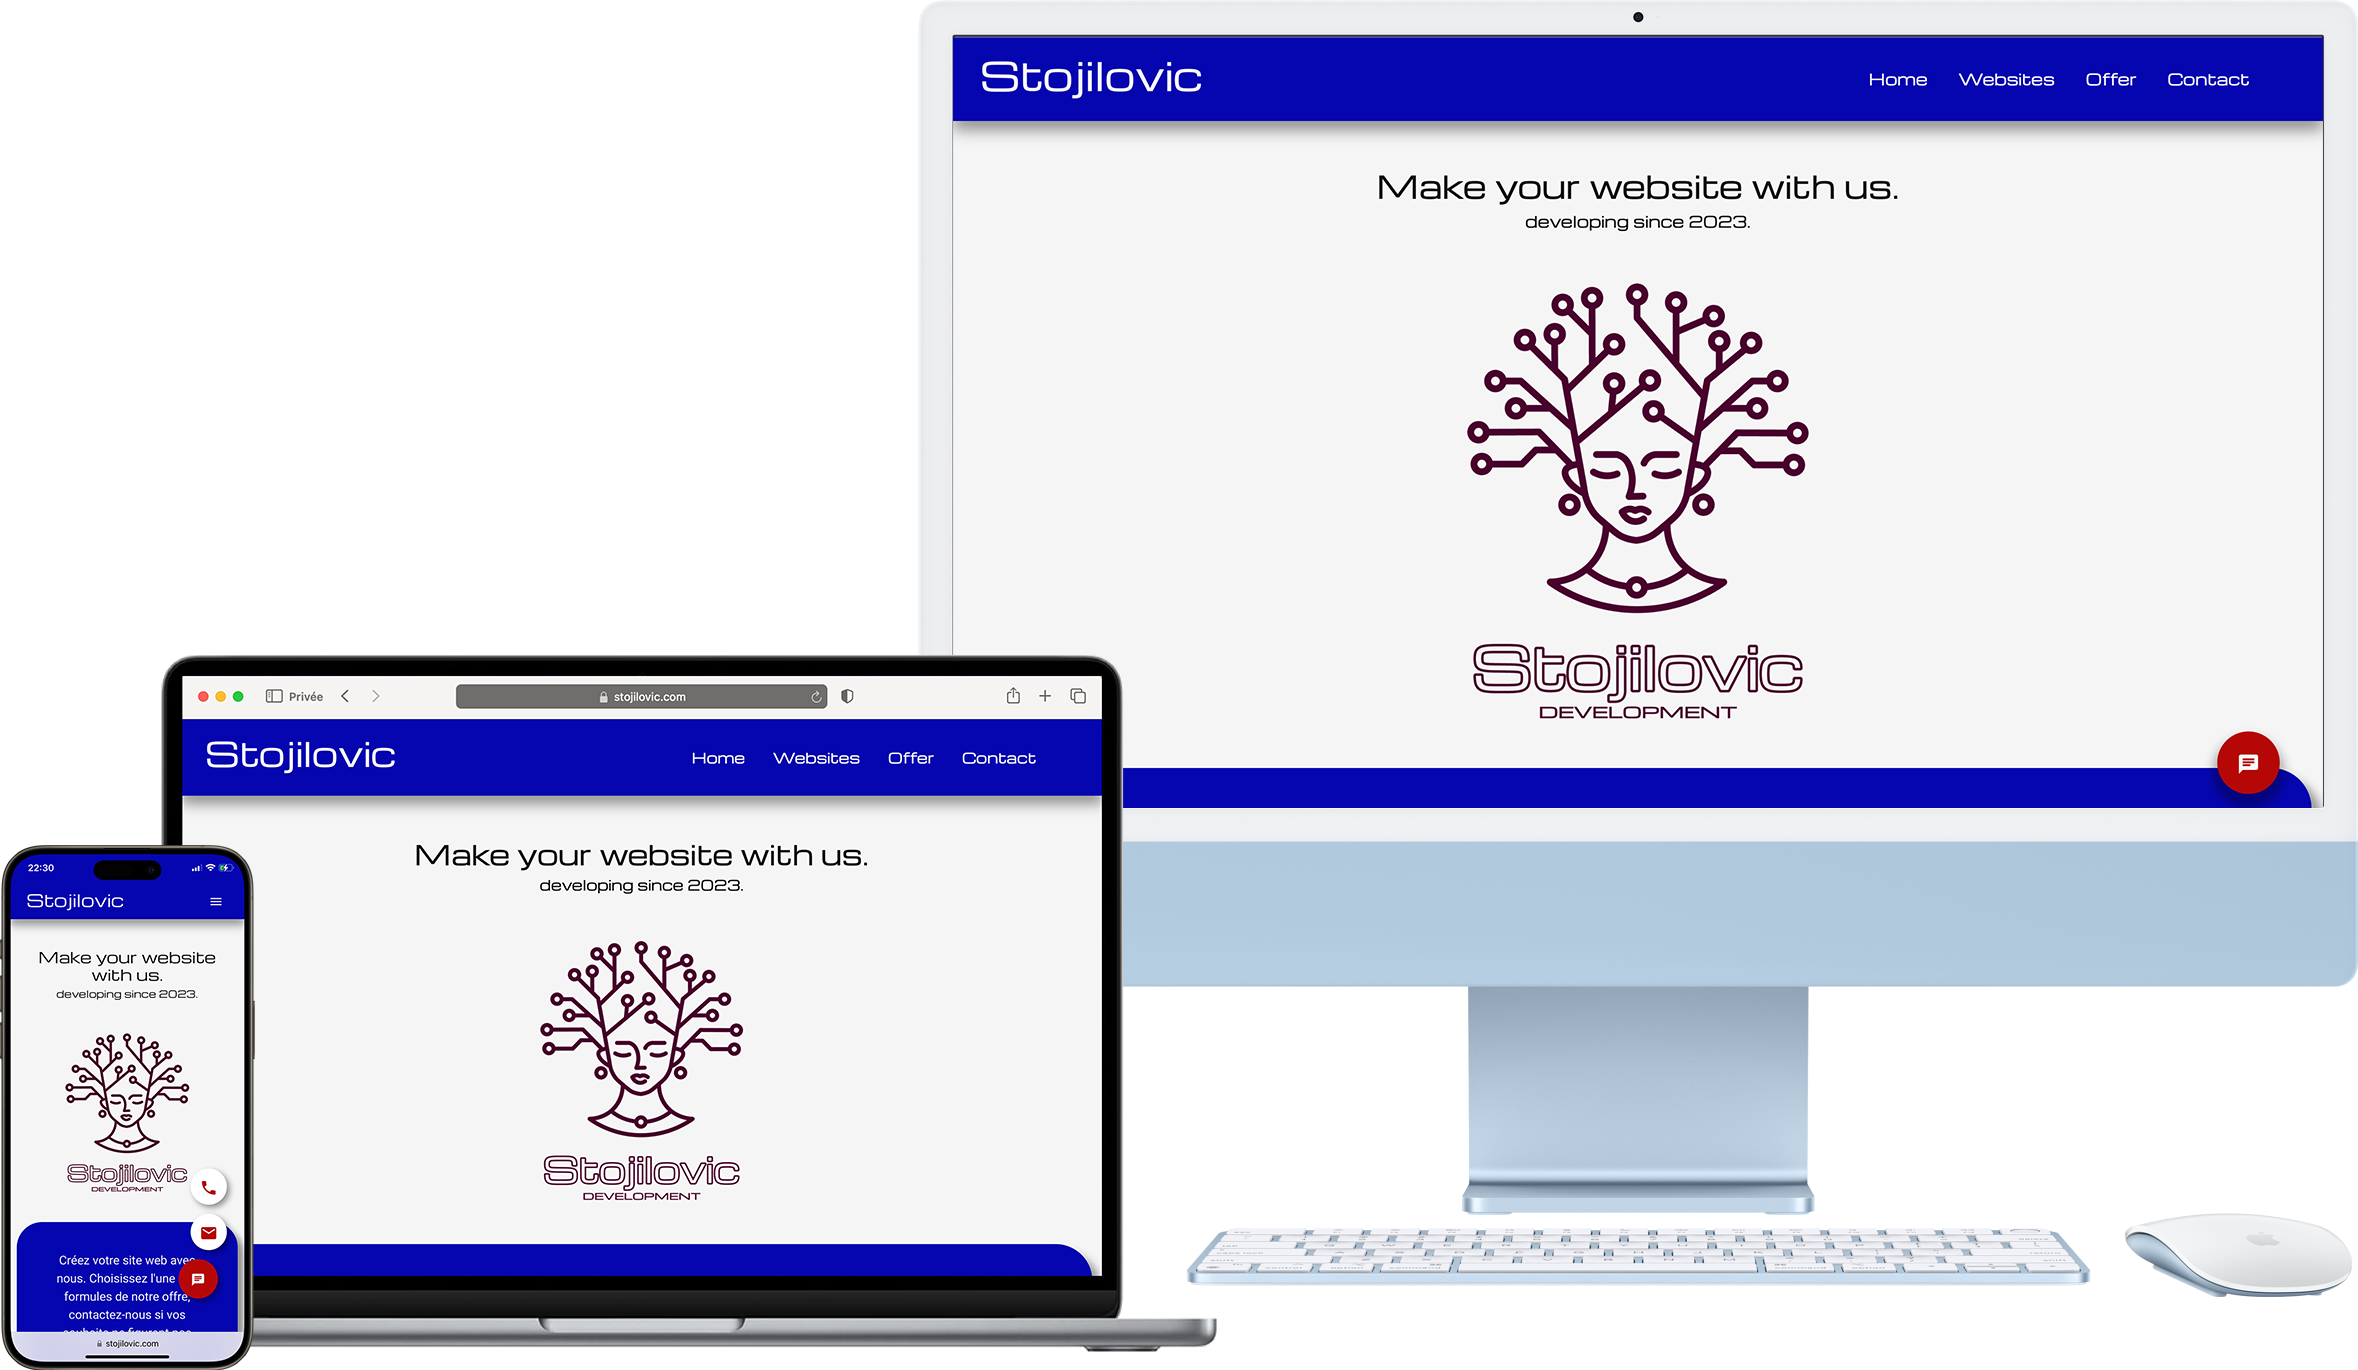 Stojilovic
Home Websites Offer Contact
Make your website with us.
developing since 2023.
Stojilovic
DEVELOPMENT
Privée
stojilovic.com
Stojilovic
Home Websites Offer Contact
Make your website with us.
developing since 2023.
Stojilovic
DEVELOPMENT
22:30
Stojilovic
Make your website
with us.
developing since 2023.
Stojilovic
DEVELOPMENT
Créez votre site web avec
nous. Choisissez l'une
formules de notre offre,
contactez-nous si vos
stojilovic.com